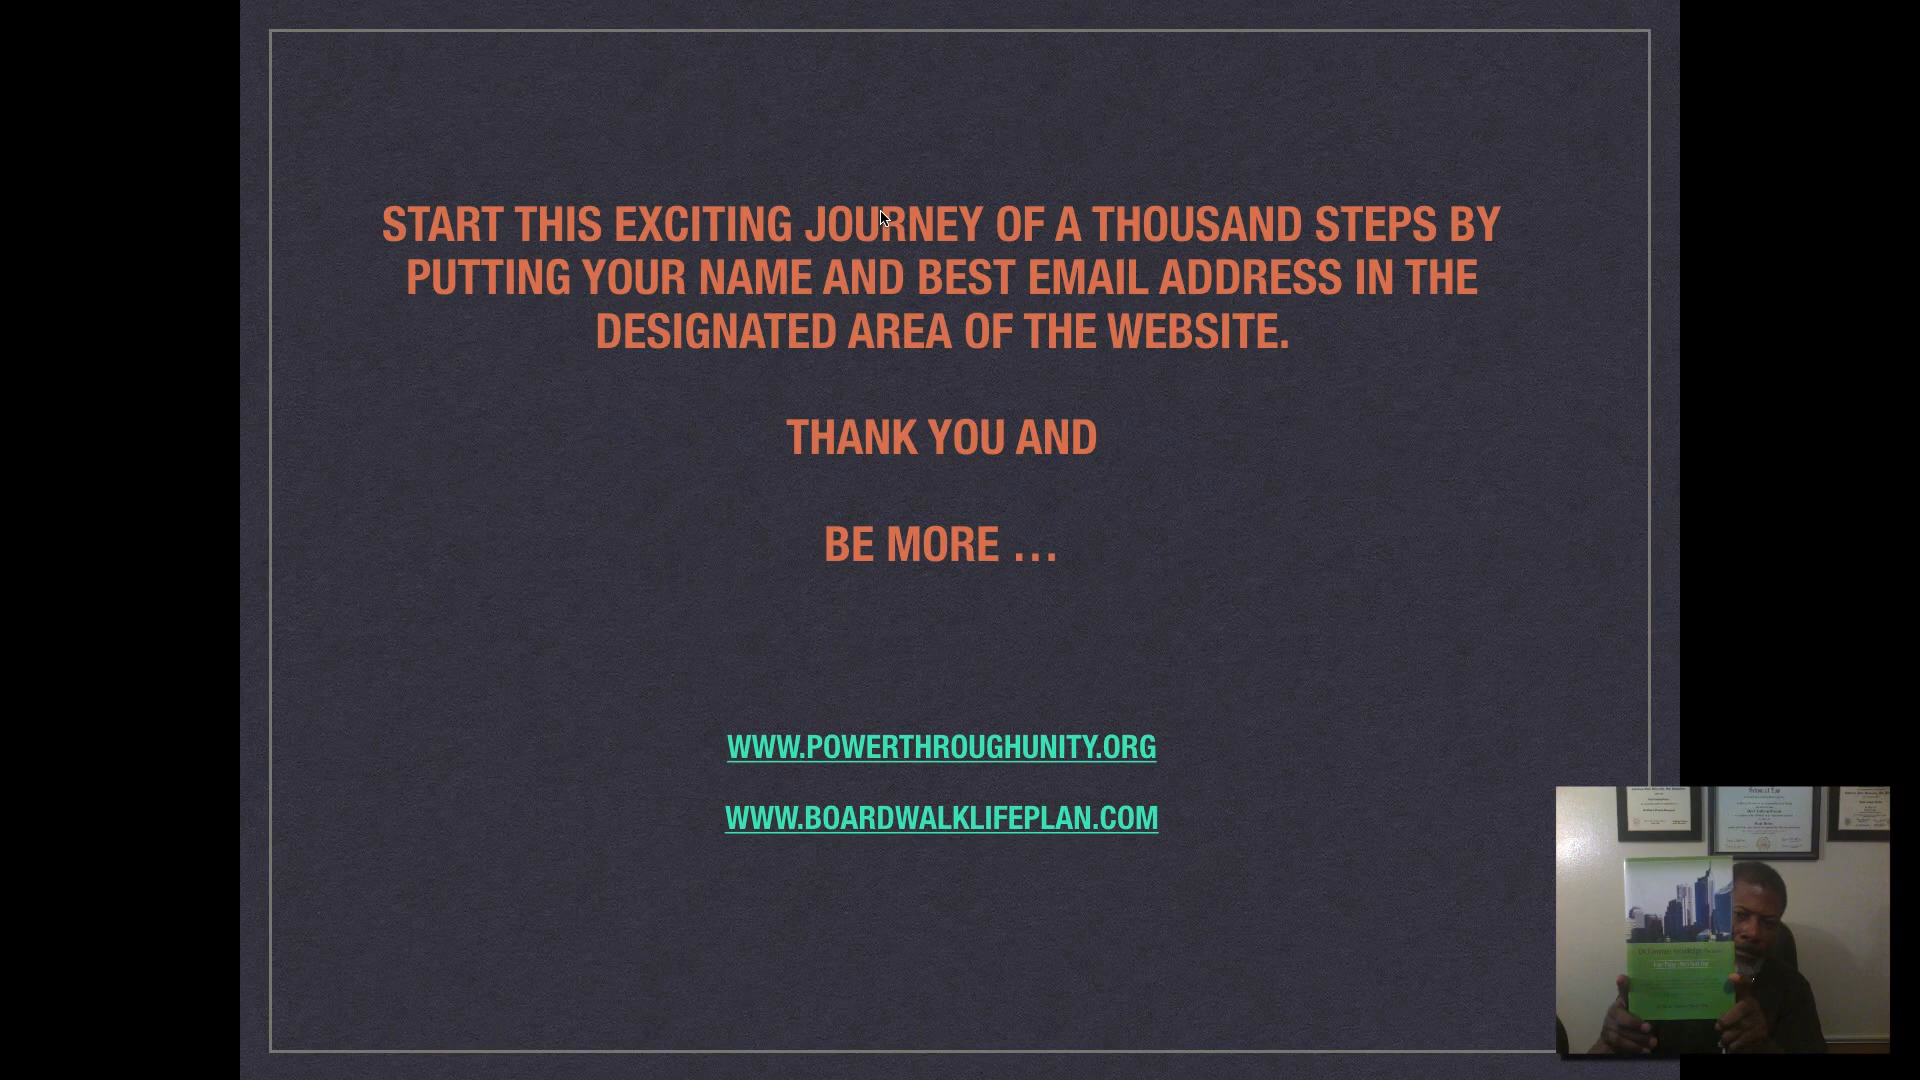 START THIS EXCITING JOURNEY OF A THOUSAND STEPS BY
PUTTING YOUR NAME AND BEST EMAIL ADDRESS IN THE
DESIGNATED AREA OF THE WEBSITE.
THANK YOU AND
BE MORE ...
WWW.POWERTHROUGHUNITY.ORG
WWW.BOARDWALKLIFEPLAN.COM